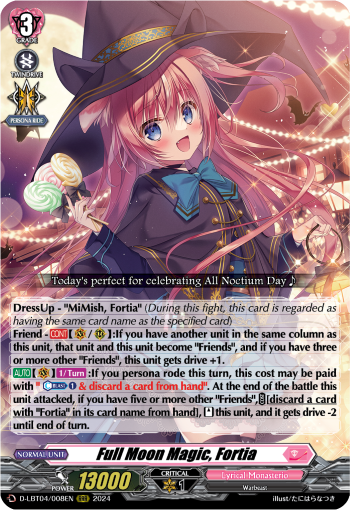 3
GRADE
TWINDRIVE
PERSONA RIDE
Today's perfect for celebrating All Noctium Day♪
DressUp - "MiMish, Fortia" (During this fight, this card is regarded as
having the same card name as the specified card)
Friend - CONT [ / ]:If you have another unit in the same column as
this unit, that unit and this unit become "Friends", and if you have three
or more other "Friends", this unit gets drive +1.
AUTO 1/Turn :If you persona rode this turn, this cost may be paid
with " BLAST 1 & discard a card from hand". At the end of the battle this
unit attacked, if you have five or more other "Friends", [discard a card
with "Fortia" in its card name from hand], this unit, and it gets drive -2
until end of turn.
NORMAL UNIT
Full Moon Magic, Fortia
POWER 13000
CRITICAL 1
Lyrical Monasterio
Warbeast
D-LBT04/008EN RRR 2024
illust/たにはらなつき